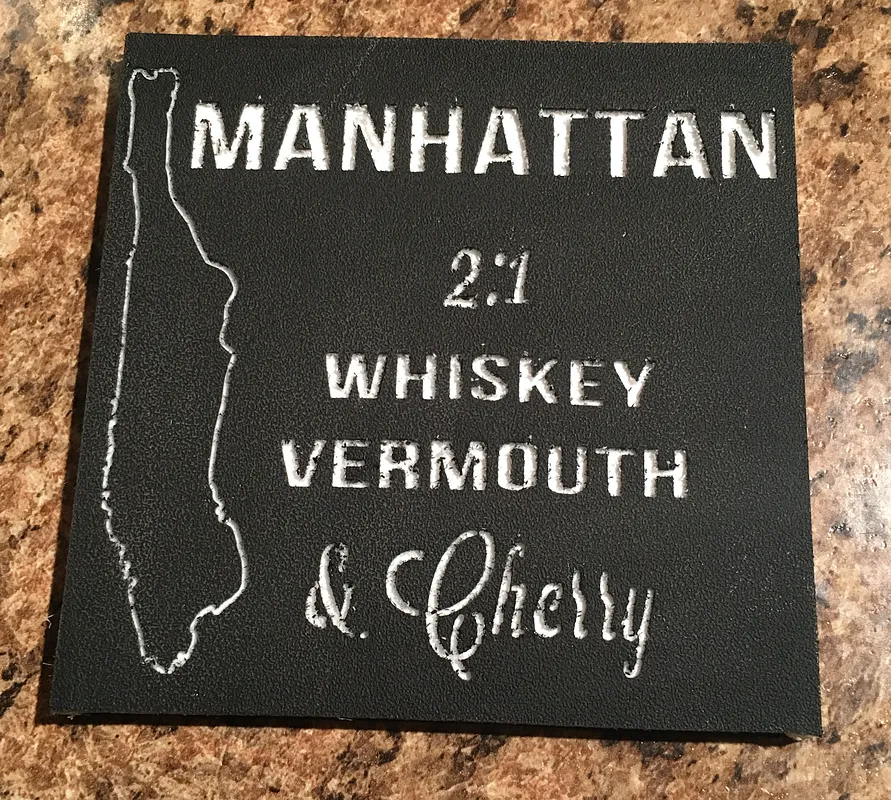 MANHATTAN
2:1
WHISKEY
VERMOUTH
& Cherry